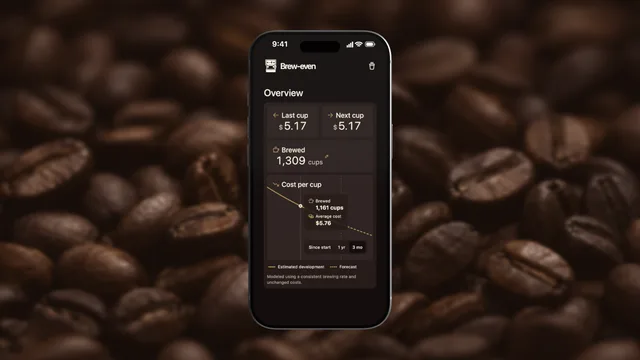 9:41
Brew-even
Overview
← Last cup
$5.17
→ Next cup
$5.17
Brewed
1,309 cups
Cost per cup
Brewed
1,161 cups
Average cost
$5.76
Since start 1 yr 3 mo
Estimated development Forecast
Modeled using a consistent brewing rate and
unchanged costs.